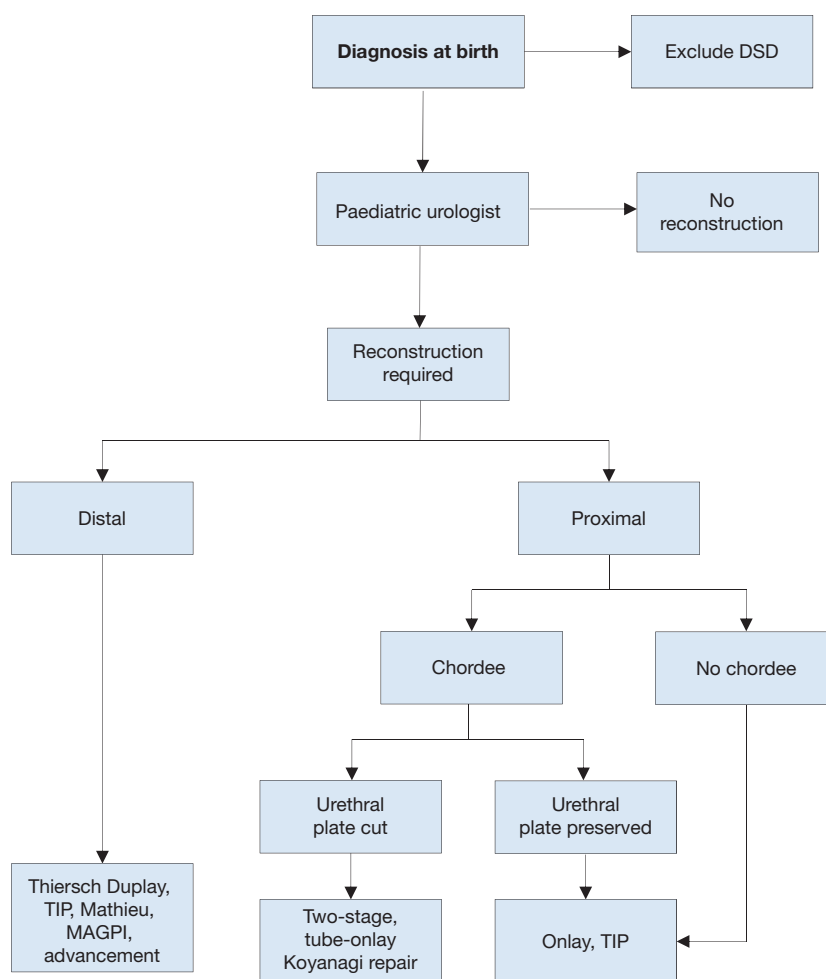 Diagnosis at birth
Exclude DSD
Paediatric urologist
No
reconstruction
Reconstruction
required
Distal
Proximal
Chordee
No chordee
Urethral
plate cut
Urethral
plate preserved
Thiersch Duplay,
TIP, Mathieu,
MAGPI,
advancement
Two-stage,
tube-onlay
Koyanagi repair
Onlay, TIP